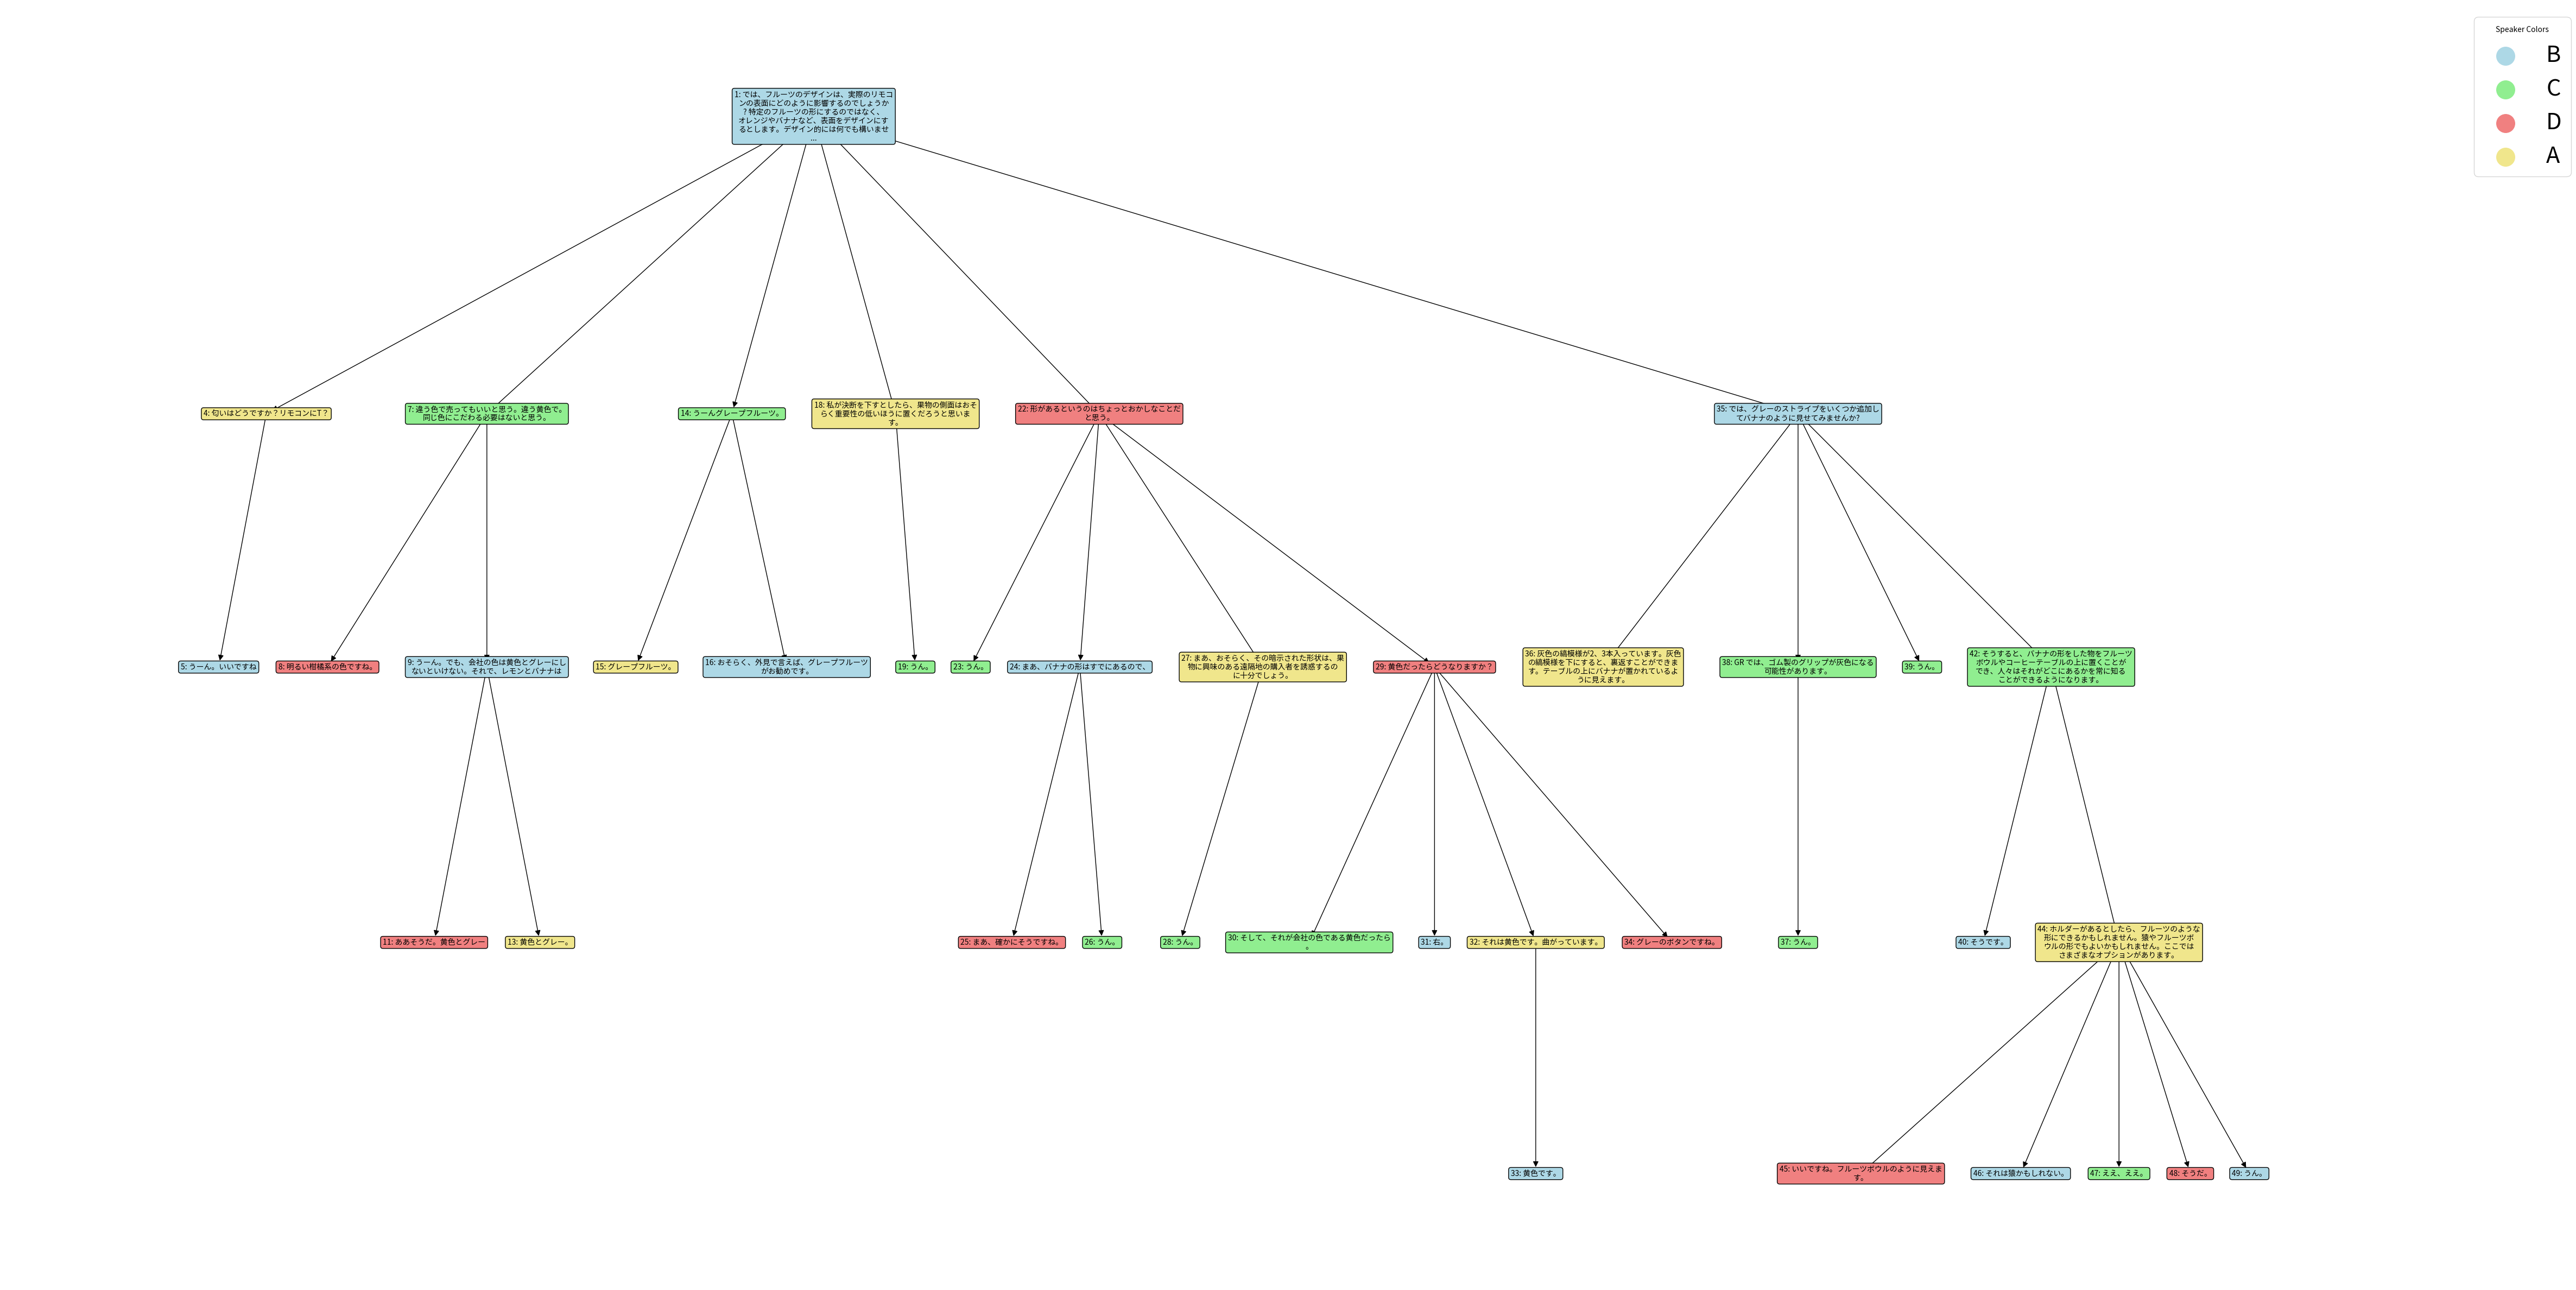 Speaker Colors
B
C
D
A
1: では、フルーツのデザインは、実際のリモコ
ンの表面にどのように影響するのでしょうか
? 特定のフルーツの形にするのではなく、
オレンジやバナナなど、表面をデザインにす
るとします。デザイン的には何でも構いませ
...
4: 匂いはどうですか？リモコンにT？
7: 違う色で売ってもいいと思う。違う黄色で。
同じ色にこだわる必要はないと思う。
14: うーんグレープフルーツ。
18: 私が決断を下すとしたら、果物の側面はおそ
らく重要性の低いほうに置くだろうと思いま
す。
22: 形があるというのはちょっとおかしなことだ
と思う。
35: では、グレーのストライプをいくつか追加し
てバナナのように見せてみませんか?
5: うーん。いいですね
8: 明るい柑橘系の色ですね。
9: うーん。でも、会社の色は黄色とグレーにし
ないといけない。それで、レモンとバナナは
15: グレープフルーツ。
16: おそらく、外見で言えば、グレープフルーツ
がお勧めです。
19: うん。
23: うん。
24: まあ、バナナの形はすでにあるので、
27: まあ、おそらく、その暗示された形状は、果
物に興味のある遠隔地の購入者を誘惑するの
に十分でしょう。
29: 黄色だったらどうなりますか？
36: 灰色の縞模様が2、3本入っています。灰色
の縞模様を下にすると、裏返すことができま
す。テーブルの上にバナナが置かれているよ
うに見えます。
38: GR では、ゴム製のグリップが灰色になる
可能性があります。
39: うん。
42: そうすると、バナナの形をした物をフルーツ
ボウルやコーヒーテーブルの上に置くことが
でき、人々はそれがどこにあるかを常に知る
ことができるようになります。
11: ああそうだ。黄色とグレー
13: 黄色とグレー。
25: まあ、確かにそうですね。
26: うん。
28: うん。
30: そして、それが会社の色である黄色だったら
。
31: 右。
32: それは黄色です。曲がっています。
34: グレーのボタンですね。
37: うん。
40: そうです。
44: ホルダーがあるとしたら、フルーツのような
形にできるかもしれません。猿やフルーツボ
ウルの形でもよいかもしれません。ここでは
さまざまなオプションがあります。
33: 黄色です。
45: いいですね。フルーツボウルのように見えま
す。
46: それは猿かもしれない。
47: ええ、ええ。
48: そうだ。
49: うん。